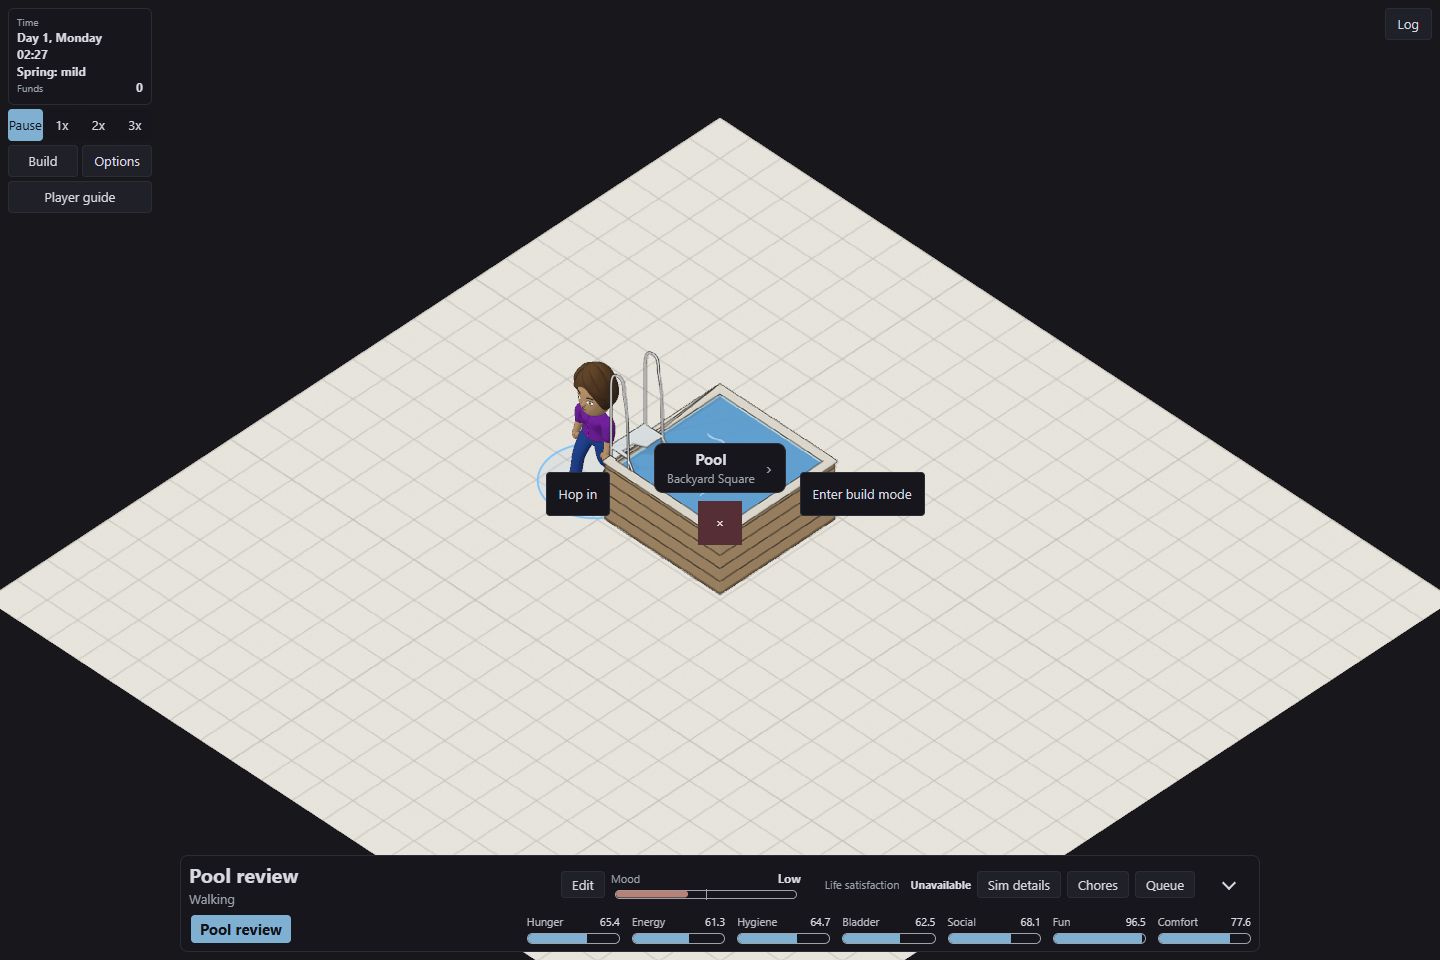 Time
Day 1, Monday
02:27
Spring: mild
Funds 0
Pause 1x 2x 3x
Build Options
Player guide
Log
Pool
Backyard Square ›
Hop in
Enter build mode
×
Pool review
Walking
Pool review
Edit
Mood Low
Life satisfaction Unavailable
Sim details
Chores
Queue
Hunger 65.4
Energy 61.3
Hygiene 64.7
Bladder 62.5
Social 68.1
Fun 96.5
Comfort 77.6